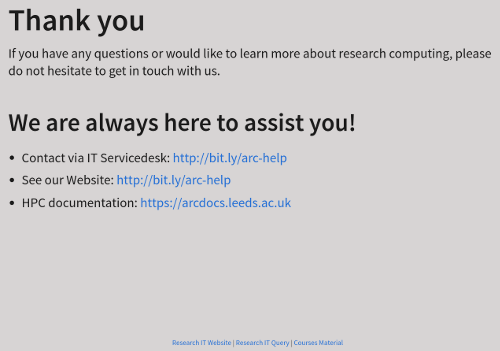 Thank you
If you have any questions or would like to learn more about research computing, please
do not hesitate to get in touch with us.
We are always here to assist you!
• Contact via IT Servicedesk: http://bit.ly/arc-help
• See our Website: http://bit.ly/arc-help
• HPC documentation: https://arcdocs.leeds.ac.uk
Research IT Website | Research IT Query | Courses Material